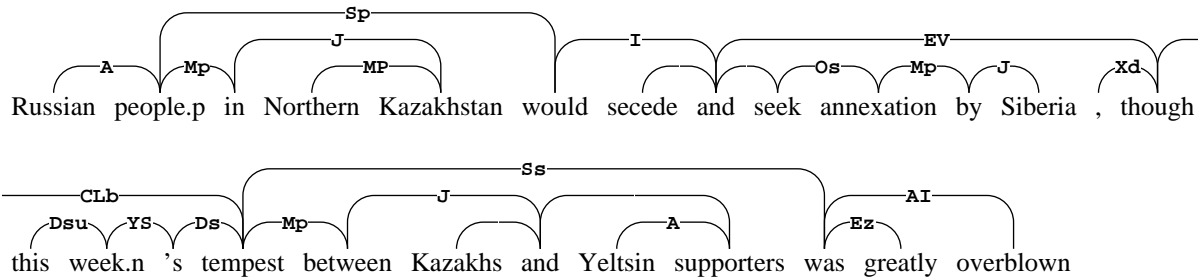 Sp
J I EV
A Mp MP Os Mp J Xd
Russian people.p in Northern Kazakhstan would secede and seek annexation by Siberia , though
Ss
CLb J AI
Dsu YS Ds Mp A Ez
this week.n ’s tempest between Kazakhs and Yeltsin supporters was greatly overblown